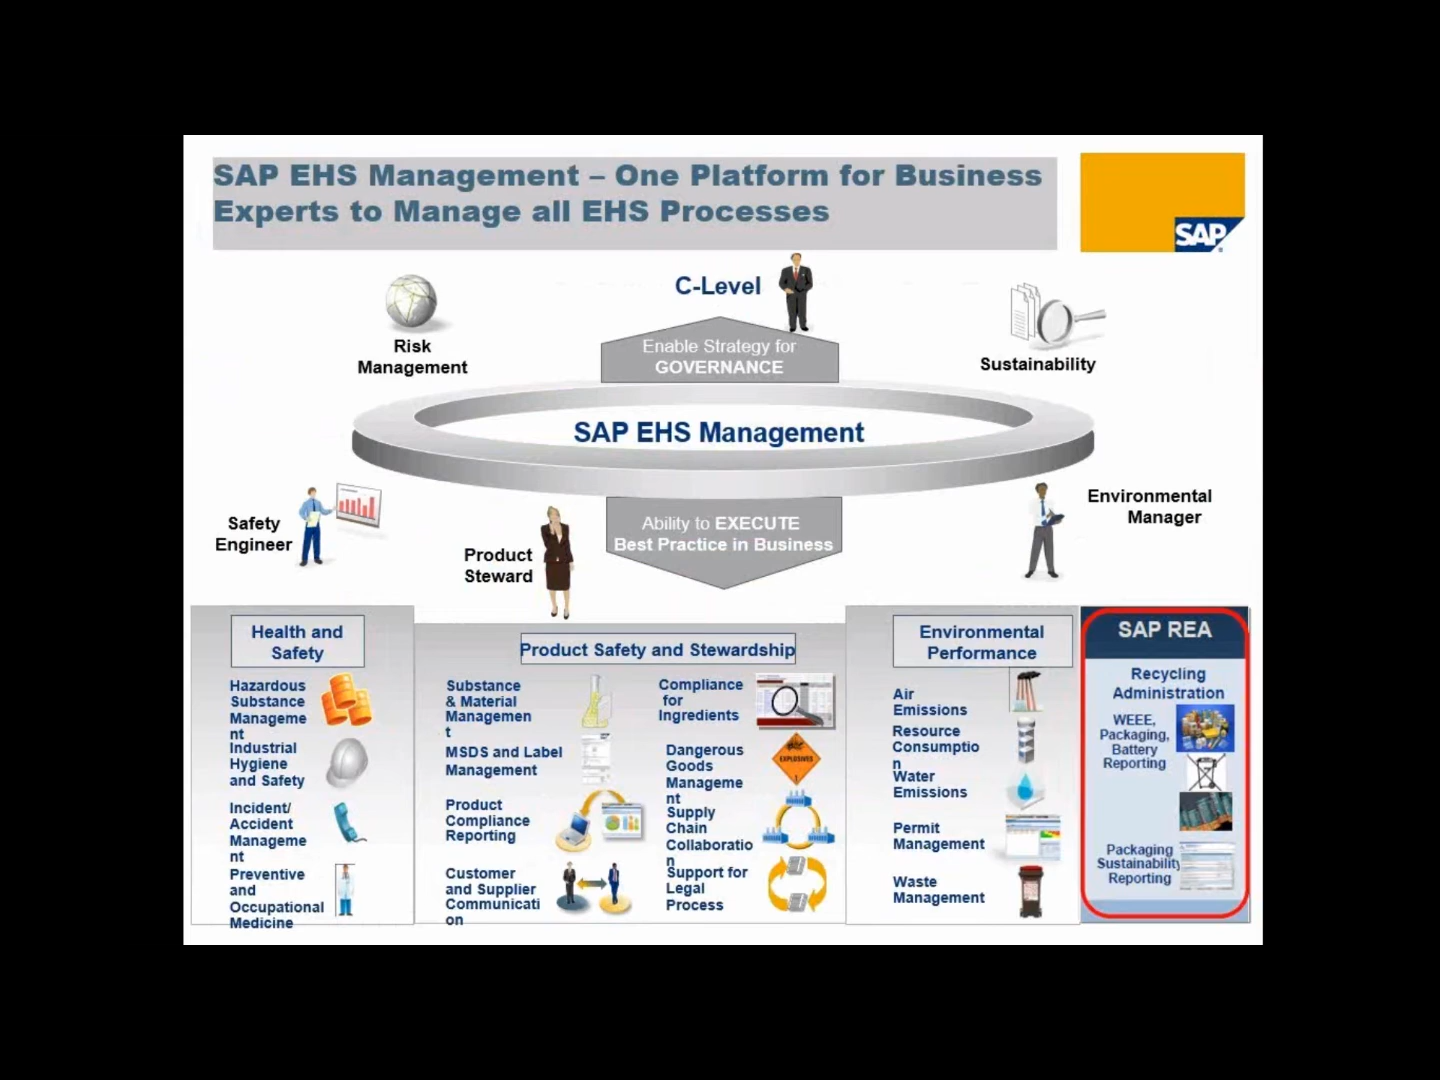 SAP EHS Management – One Platform for Business
Experts to Manage all EHS Processes
SAP
C-Level
Risk
Management
Enable Strategy for
GOVERNANCE
Sustainability
SAP EHS Management
Safety
Engineer
Product
Steward
Ability to EXECUTE
Best Practice in Business
Environmental
Manager
Health and
Safety
Hazardous
Substance
Manageme
nt
Industrial
Hygiene
and Safety
Incident/
Accident
Manageme
nt
Preventive
and
Occupational
Medicine
Product Safety and Stewardship
Substance
& Material
Managemen
t
MSDS and Label
Management
Product
Compliance
Reporting
Customer
and Supplier
Communicati
on
Compliance
for
Ingredients
Dangerous
Goods
Manageme
nt
EXPLOSIVES
1
Supply
Chain
Collaboratio
n
Support for
Legal
Process
Environmental
Performance
Air
Emissions
Resource
Consumptio
n
Water
Emissions
Permit
Management
Waste
Management
SAP REA
Recycling
Administration
WEEE,
Packaging,
Battery
Reporting
Packaging
Sustainability
Reporting